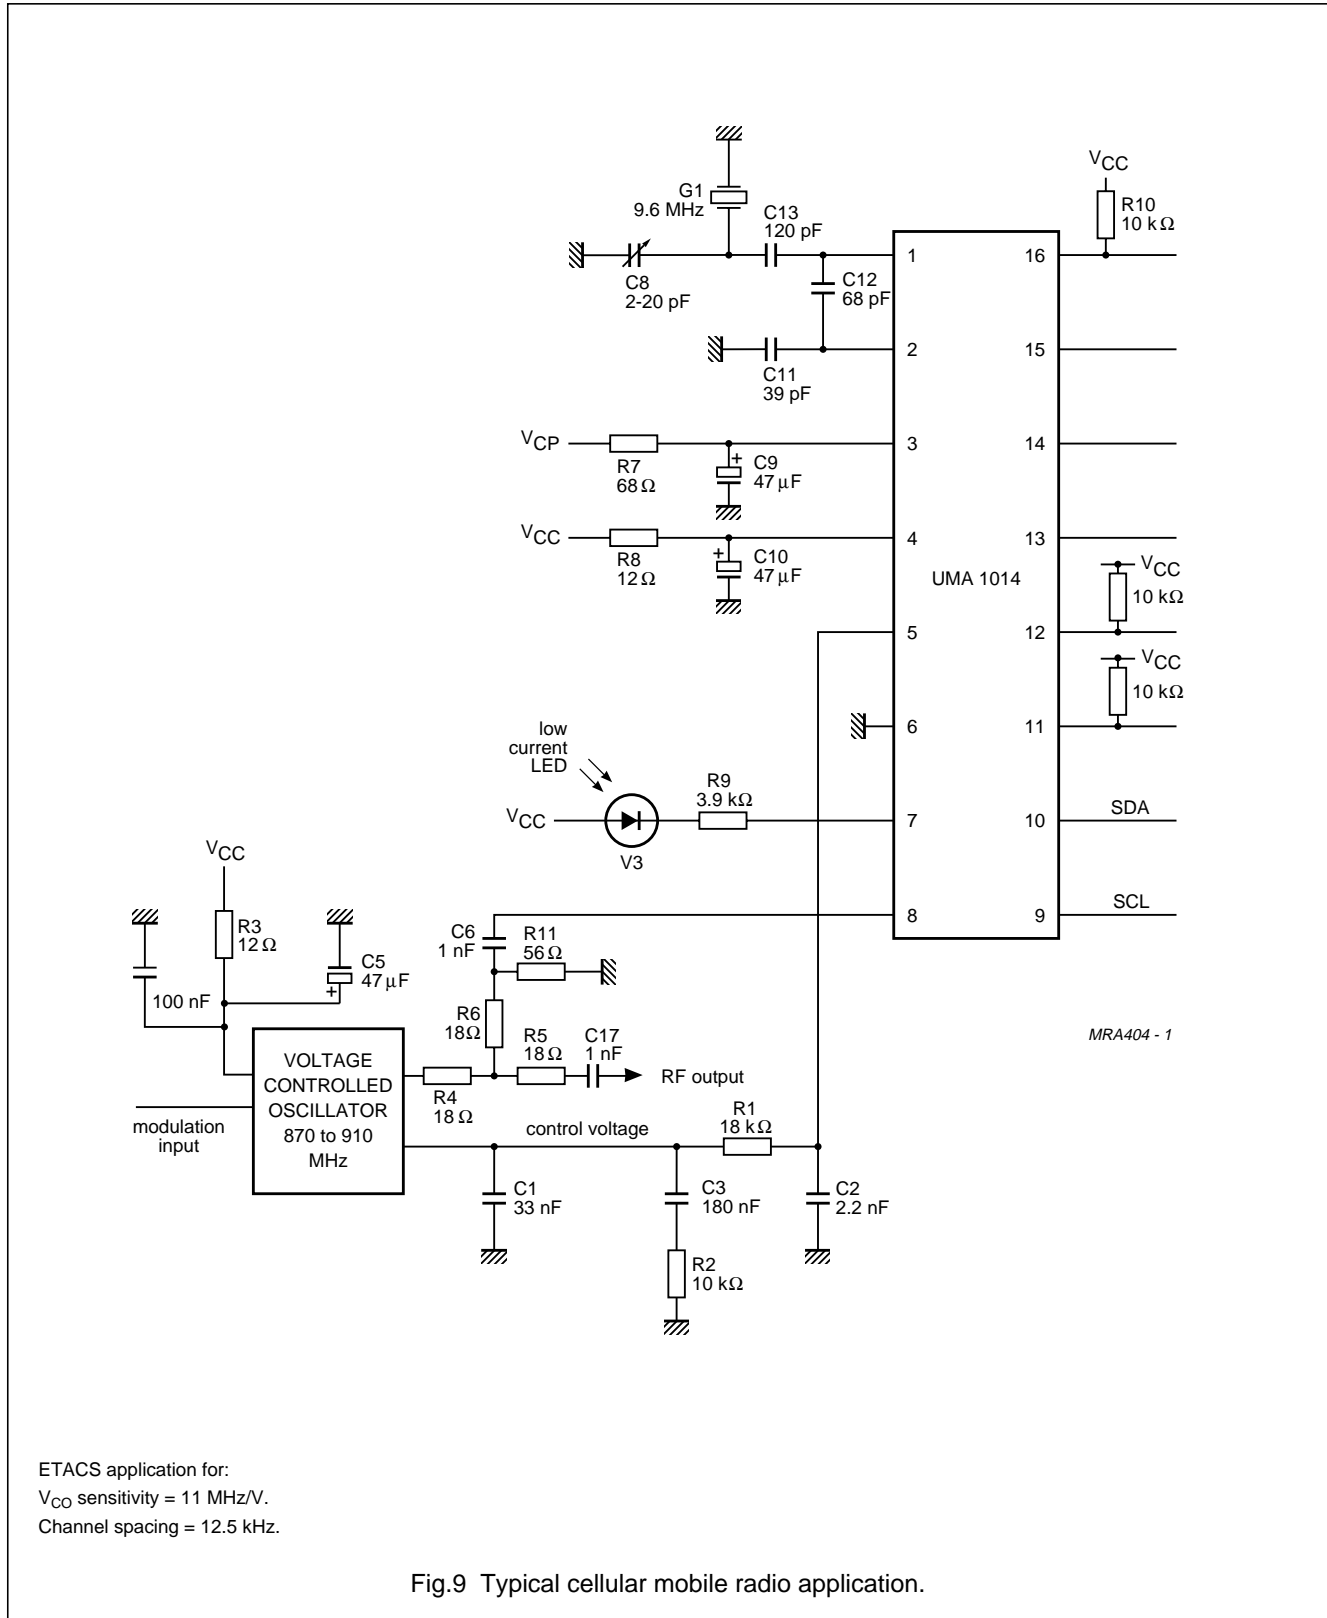 G1
9.6 MHz
C13
120 pF
C8
2-20 pF
C12
68 pF
C11
39 pF
VCC
R10
10 kΩ
1
16
2
15
VCP
R7
68 Ω
C9
47 μF
+
3
14
VCC
R8
12 Ω
C10
47 μF
+
4
13
UMA 1014
VCC
10 kΩ
5
12
VCC
10 kΩ
6
11
low
current
LED
VCC
V3
R9
3.9 kΩ
7
10
SDA
8
9
SCL
VCC
R3
12 Ω
C5
47 μF
+
100 nF
C6
1 nF
R11
56 Ω
R6
18 Ω
R5
18 Ω
C17
1 nF
RF output
R4
18 Ω
VOLTAGE
CONTROLLED
OSCILLATOR
870 to 910
MHz
modulation
input
control voltage
R1
18 kΩ
C1
33 nF
C3
180 nF
C2
2.2 nF
R2
10 kΩ
MRA404 - 1
ETACS application for:
VCO sensitivity = 11 MHz/V.
Channel spacing = 12.5 kHz.
Fig.9 Typical cellular mobile radio application.